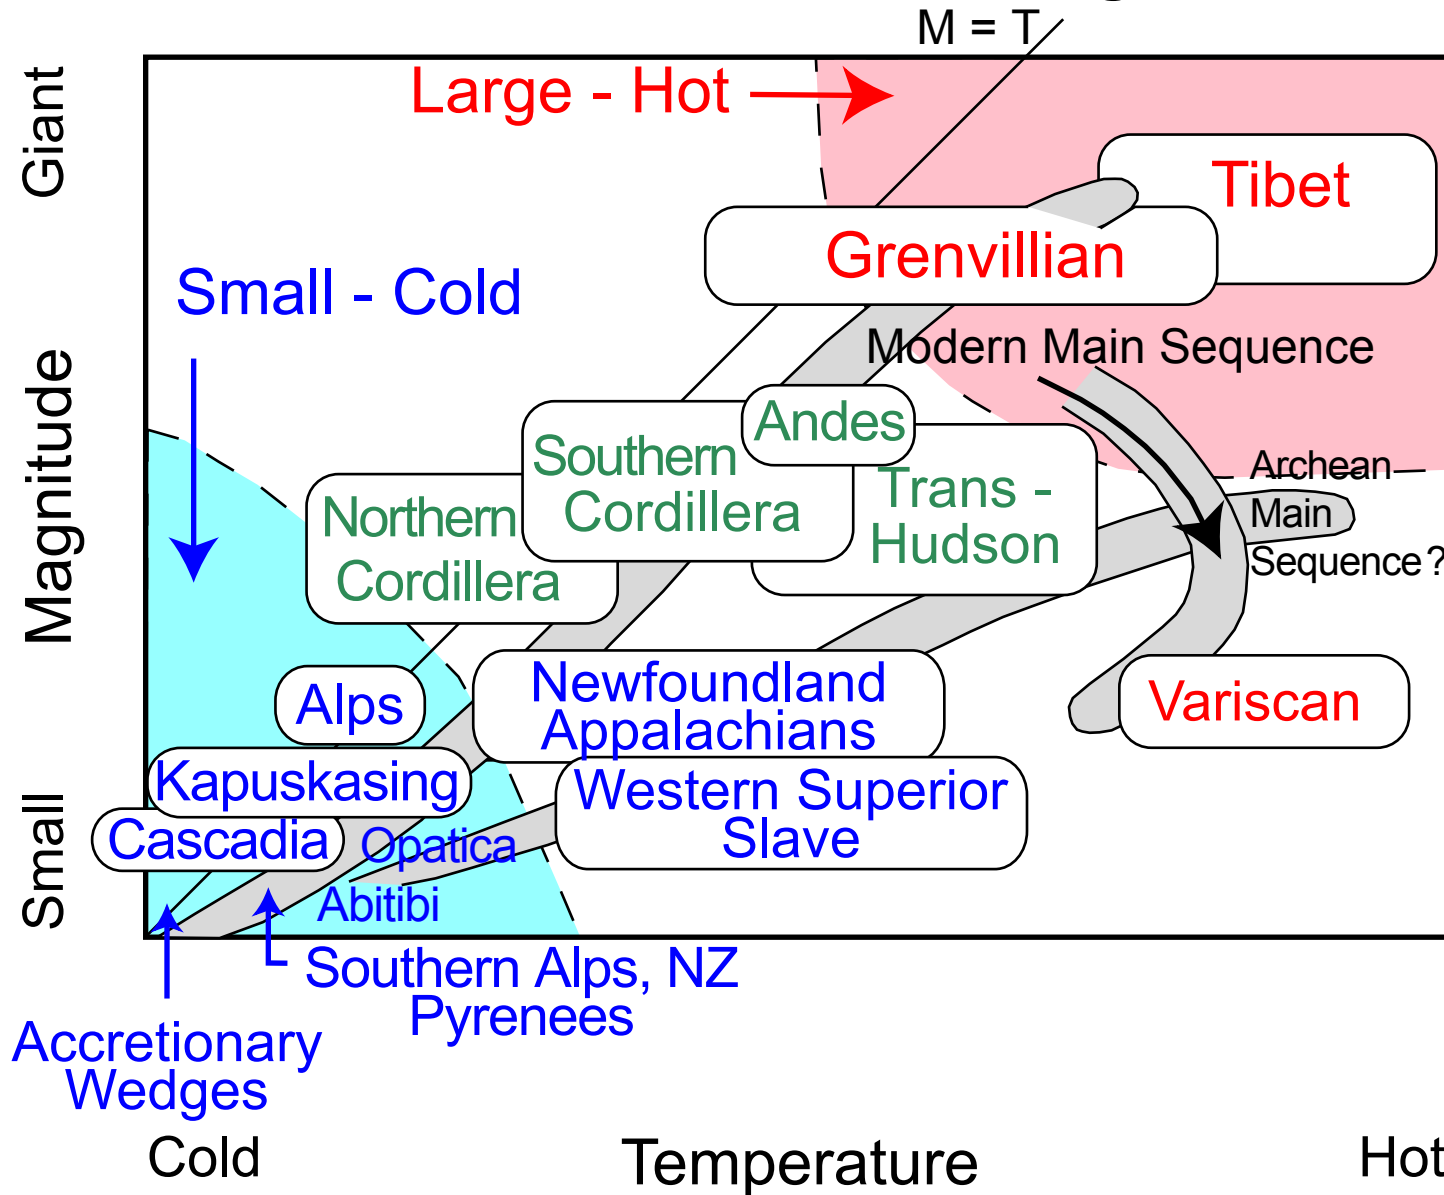 M = T
Giant
Large - Hot
Tibet
Grenvillian
Small - Cold
Modern Main Sequence
Magnitude
Andes
Southern
Cordillera
Trans -
Hudson
Northern
Cordillera
Archean
Main
Sequence?
Alps
Newfoundland
Appalachians
Variscan
Kapuskasing
Western Superior
Slave
Small
Cascadia
Opatica
Abitibi
Southern Alps, NZ
Pyrenees
Accretionary
Wedges
Cold
Temperature
Hot